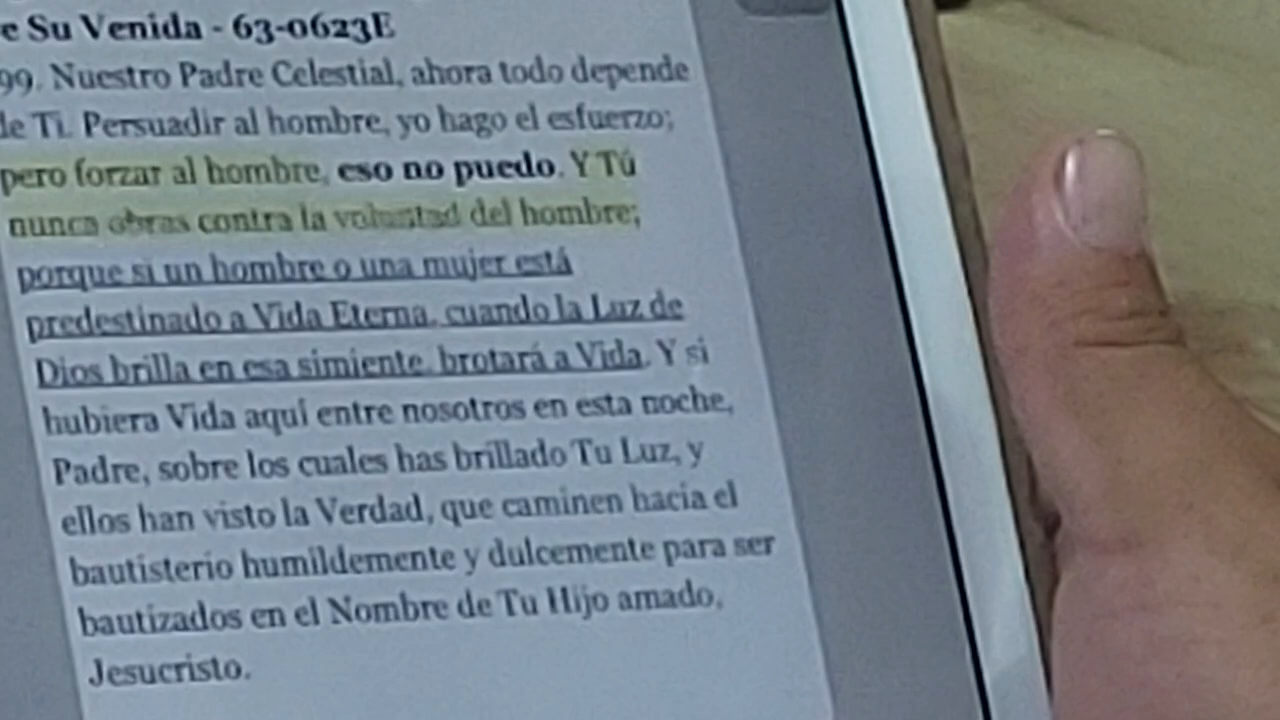 e Su Venida - 63-0623E
99. Nuestro Padre Celestial, ahora todo depende
de Ti. Persuadir al hombre, yo hago el esfuerzo;
pero forzar al hombre, eso no puedo. Y Tú
nunca obras contra la voluntad del hombre;
porque si un hombre o una mujer está
predestinado a Vida Eterna, cuando la Luz de
Dios brilla en esa simiente, brotará a Vida. Y si
hubiera Vida aquí entre nosotros en esta noche,
Padre, sobre los cuales has brillado Tu Luz, y
ellos han visto la Verdad, que caminen hacia el
bautisterio humildemente y dulcemente para ser
bautizados en el Nombre de Tu Hijo amado,
Jesucristo.